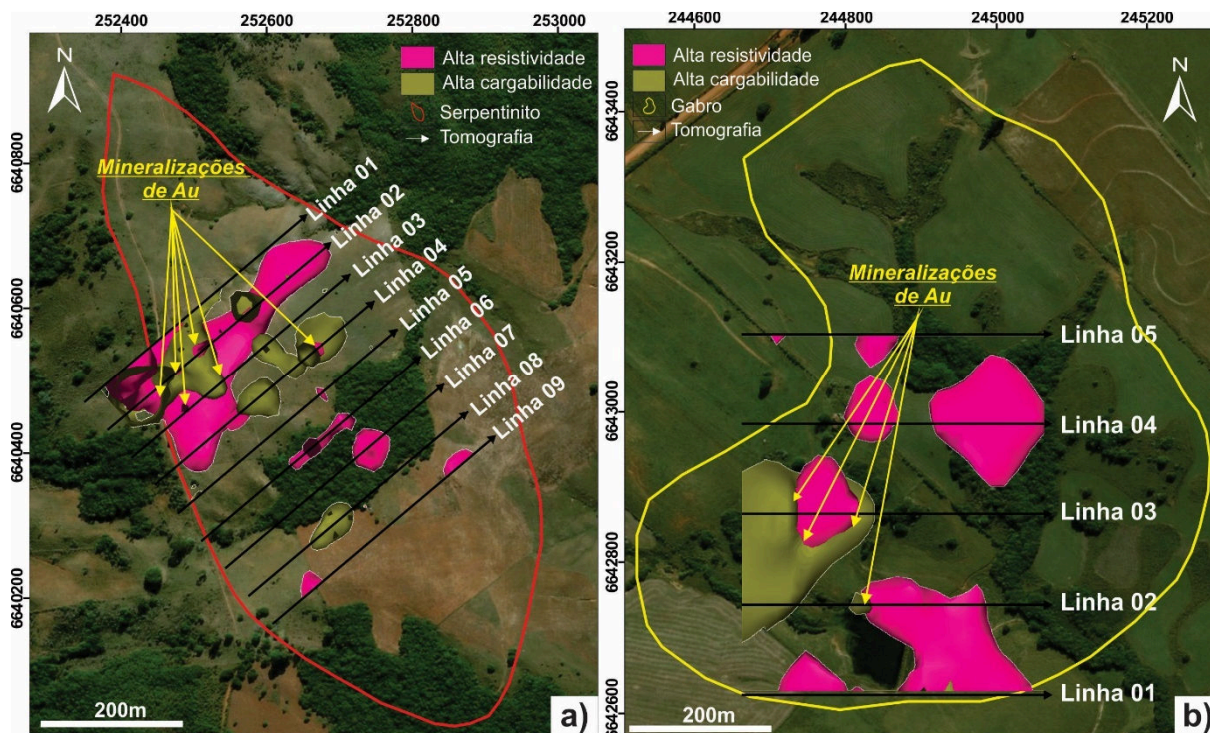 252400
252600
252800
253000
N
Alta resistividade
Alta cargabilidade
Serpentinito
Tomografia
6640800
6640600
6640400
6640200
Mineralizações
de Au
Linha 01
Linha 02
Linha 03
Linha 04
Linha 05
Linha 06
Linha 07
Linha 08
Linha 09
200m
a)
244600
244800
245000
245200
Alta resistividade
Alta cargabilidade
Gabro
Tomografia
N
6643400
6643200
6643000
6642800
6642600
Mineralizações
de Au
Linha 05
Linha 04
Linha 03
Linha 02
Linha 01
200m
b)